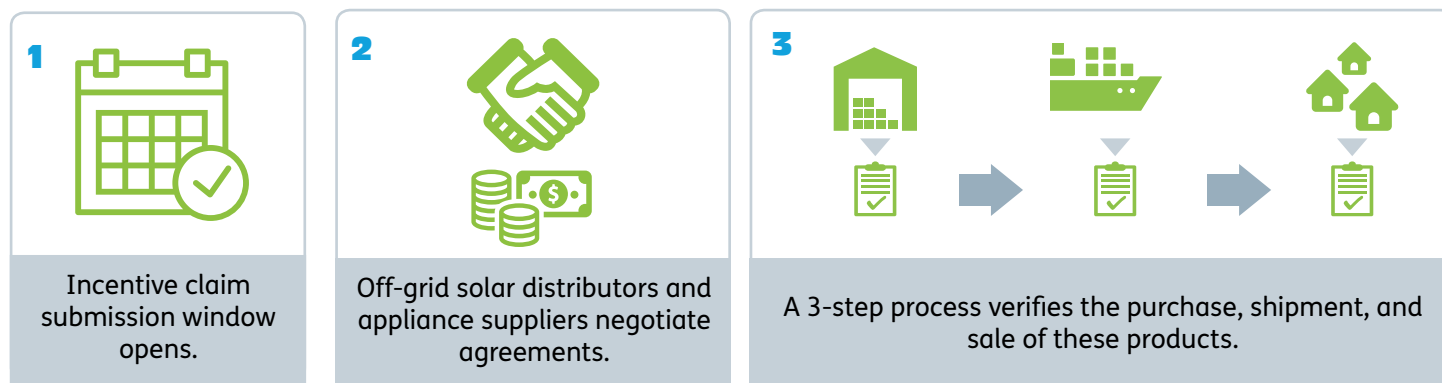 1
Incentive claim
submission window
opens.
2
$
Off-grid solar distributors and
appliance suppliers negotiate
agreements.
3
A 3-step process verifies the purchase, shipment, and
sale of these products.